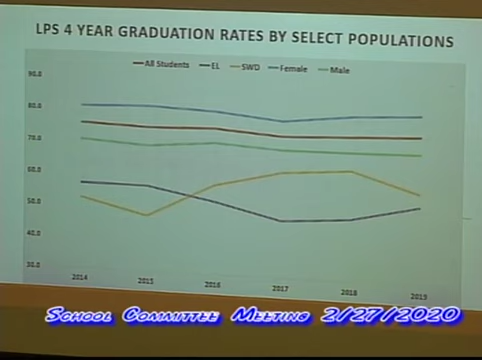 LPS 4 YEAR GRADUATION RATES BY SELECT POPULATIONS
All Students EL SWD Female Male
90.0
80.0
70.0
60.0
50.0
40.0
30.0
2014 2015 2016 2017 2018 2019
School Committee Meeting 2/27/2020